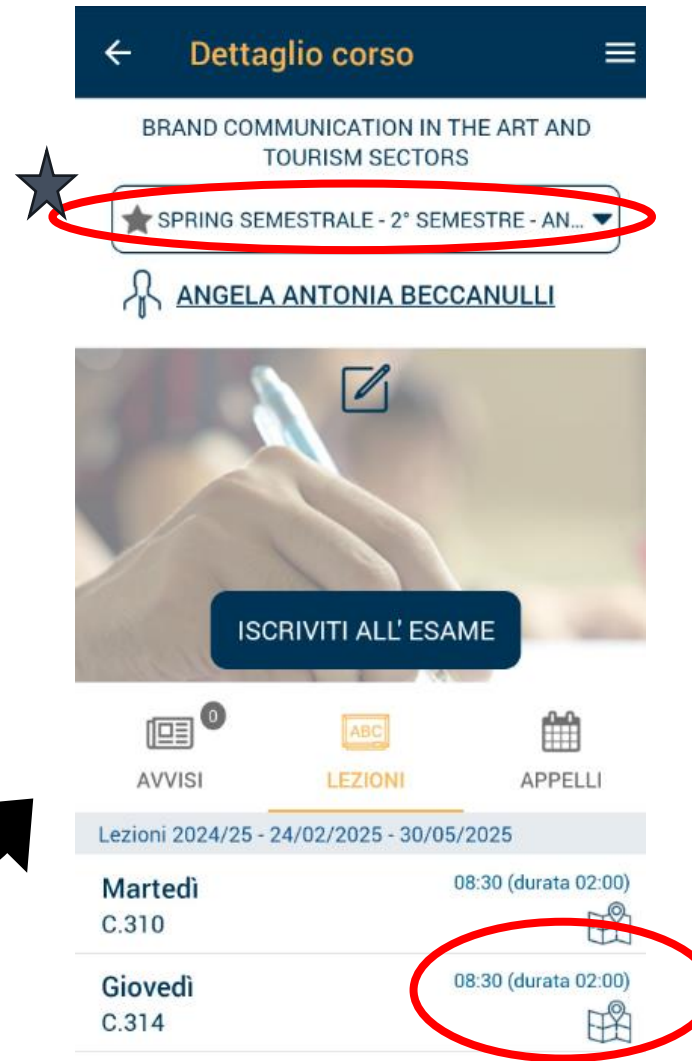 Dettaglio corso
BRAND COMMUNICATION IN THE ART AND
TOURISM SECTORS
SPRING SEMESTRALE - 2° SEMESTRE - AN...
ANGELA ANTONIA BECCANULLI
ISCRIVITI ALL' ESAME
0
ABC
AVVISI LEZIONI APPELLI
Lezioni 2024/25 - 24/02/2025 - 30/05/2025
Martedì 08:30 (durata 02:00)
C.310
Giovedì 08:30 (durata 02:00)
C.314